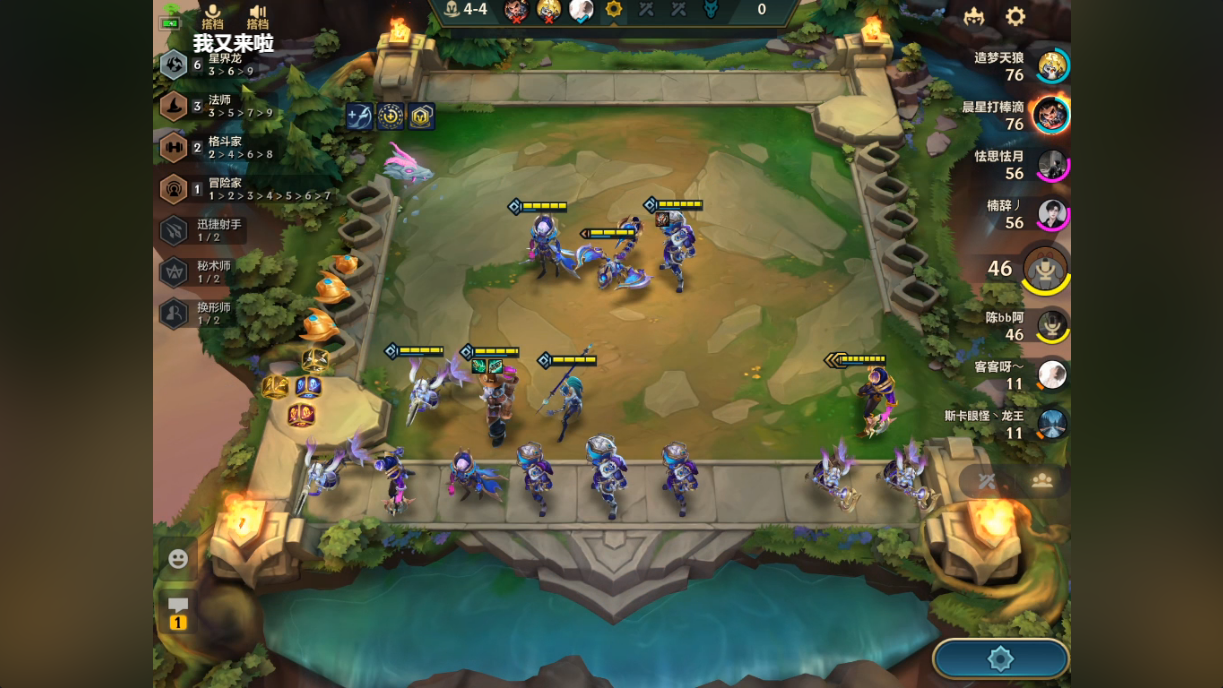 4-4
0
搭档
搭档
我又来啦
6
星界龙
3 > 6 > 9
3
法师
3 > 5 > 7 > 9
2
格斗家
2 > 4 > 6 > 8
1
冒险家
1 > 2 > 3 > 4 > 5 > 6 > 7
迅捷射手
1 / 2
秘术师
1 / 2
换形师
1 / 2
造梦天狼
76
晨星打棒滴
76
怯思怯月
56
楠辞丿
56
46
陈bb阿
46
客客呀～
11
斯卡眼怪丶龙王
11
1